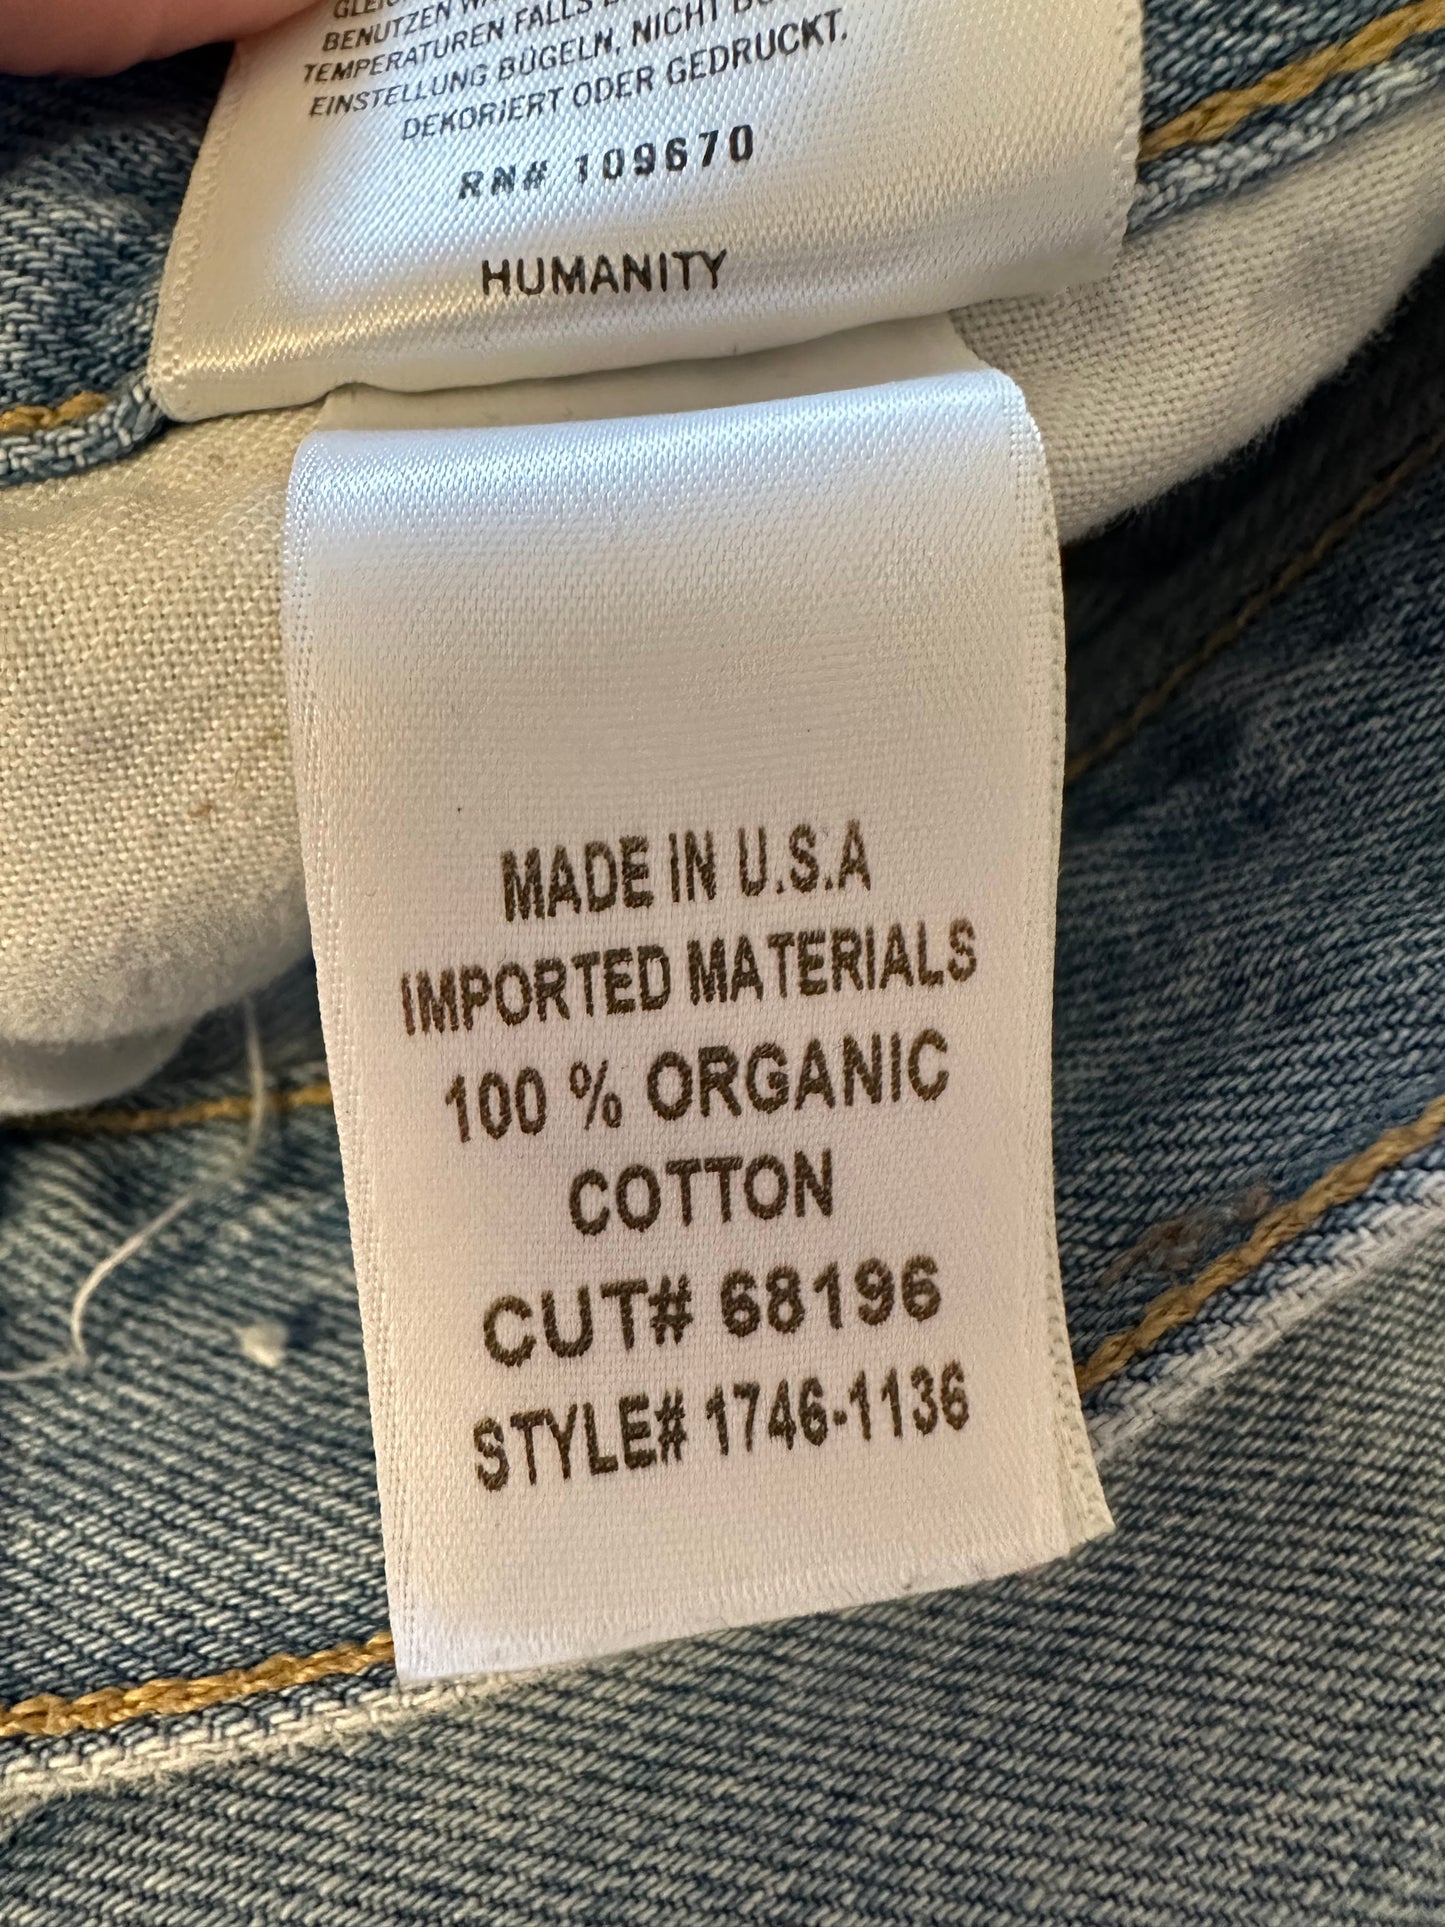 BENUTZEN
TEMPERATUREN FALLS
EINSTELLUNG BÜGELN, NICHT
DEKORIERT ODER GEDRUCKT.
RN# 109670
HUMANITY
MADE IN U.S.A
IMPORTED MATERIALS
100 % ORGANIC
COTTON
CUT# 68196
STYLE# 1746-1136